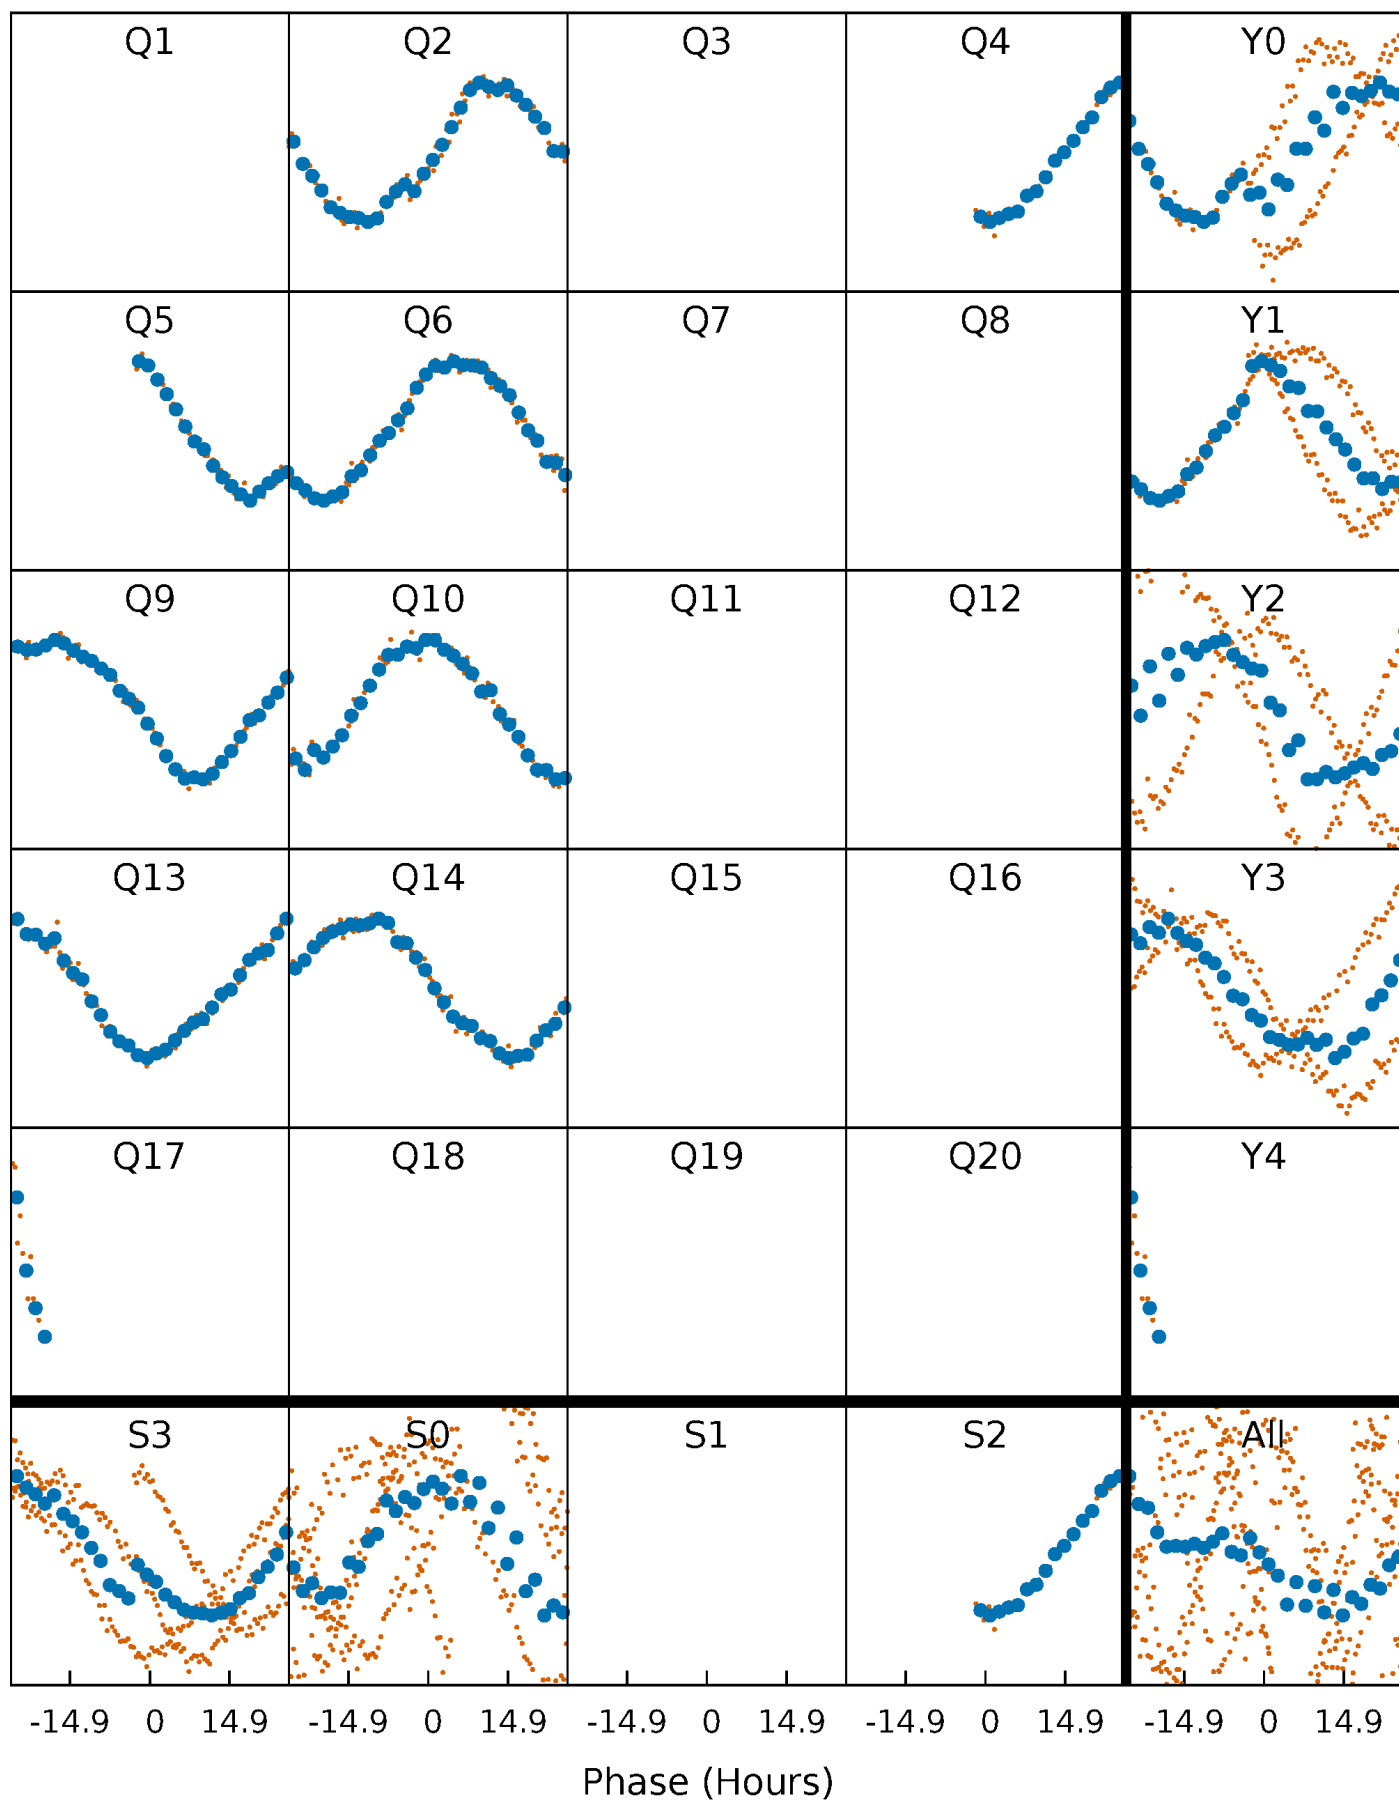 Q1 Q2 Q3 Q4 Y0
Q5 Q6 Q7 Q8 Y1
Q9 Q10 Q11 Q12 Y2
Q13 Q14 Q15 Q16 Y3
Q17 Q18 Q19 Q20 Y4
S3 S0 S1 S2 All
-14.9 0 14.9 -14.9 0 14.9 -14.9 0 14.9 -14.9 0 14.9 -14.9 0 14.9
Phase (Hours)